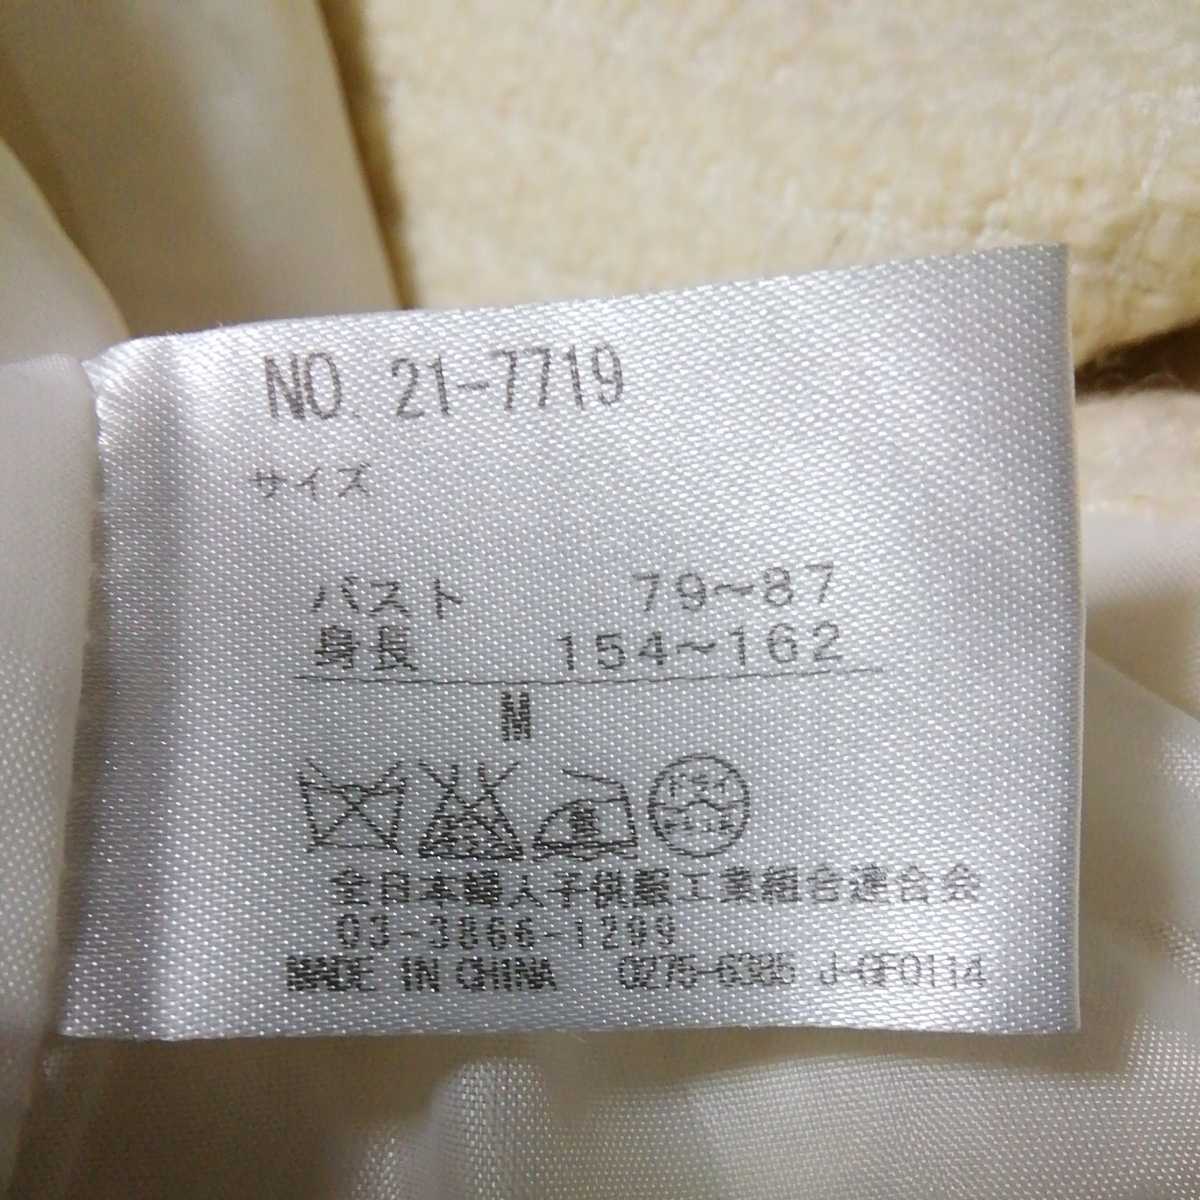 NO. 21-7719
サイズ
バスト 79~87
身長 154~162
M
全日本婦人子供服工業組合連合会
03-3866-1299
MADE IN CHINA 0275-6385 J-GF0114